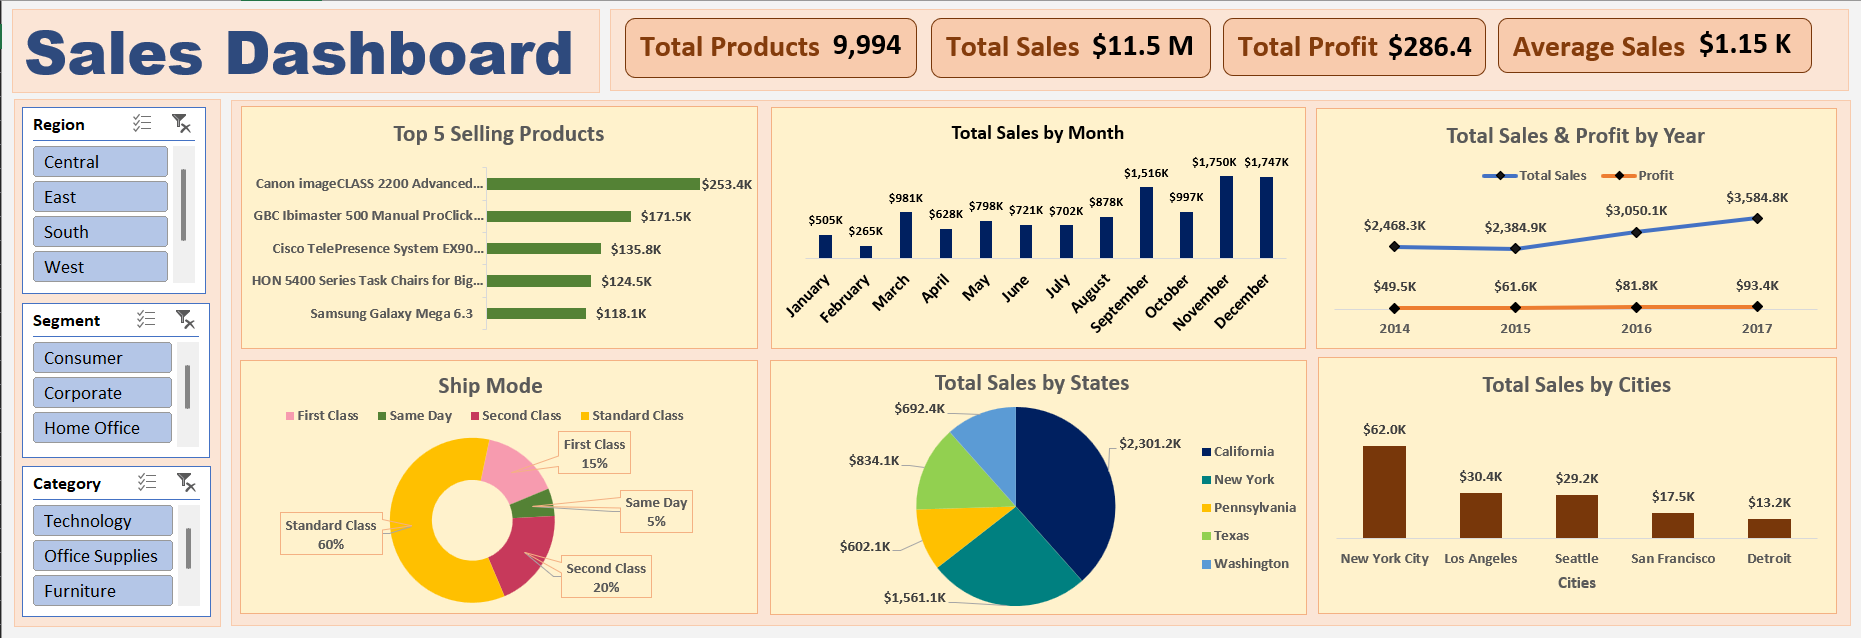 Sales Dashboard
Total Products 9,994
Total Sales $11.5 M
Total Profit $286.4
Average Sales $1.15 K
Region
Central
East
South
West
Segment
Consumer
Corporate
Home Office
Category
Technology
Office Supplies
Furniture
Top 5 Selling Products
Canon imageCLASS 2200 Advanced... $253.4K
GBC Ibimaster 500 Manual ProClick... $171.5K
Cisco TelePresence System EX90... $135.8K
HON 5400 Series Task Chairs for Big... $124.5K
Samsung Galaxy Mega 6.3 $118.1K
Total Sales by Month
$505K $265K $981K $628K $798K $721K $702K $878K $1,516K $997K $1,750K $1,747K
January February March April May June July August September October November December
Total Sales & Profit by Year
Total Sales Profit
$2,468.3K $2,384.9K $3,050.1K $3,584.8K
$49.5K $61.6K $81.8K $93.4K
2014 2015 2016 2017
Ship Mode
First Class Same Day Second Class Standard Class
First Class
15%
Same Day
5%
Standard Class
60%
Second Class
20%
Total Sales by States
$692.4K
$2,301.2K
$834.1K
$602.1K
$1,561.1K
California
New York
Pennsylvania
Texas
Washington
Total Sales by Cities
$62.0K $30.4K $29.2K $17.5K $13.2K
New York City Los Angeles Seattle San Francisco Detroit
Cities